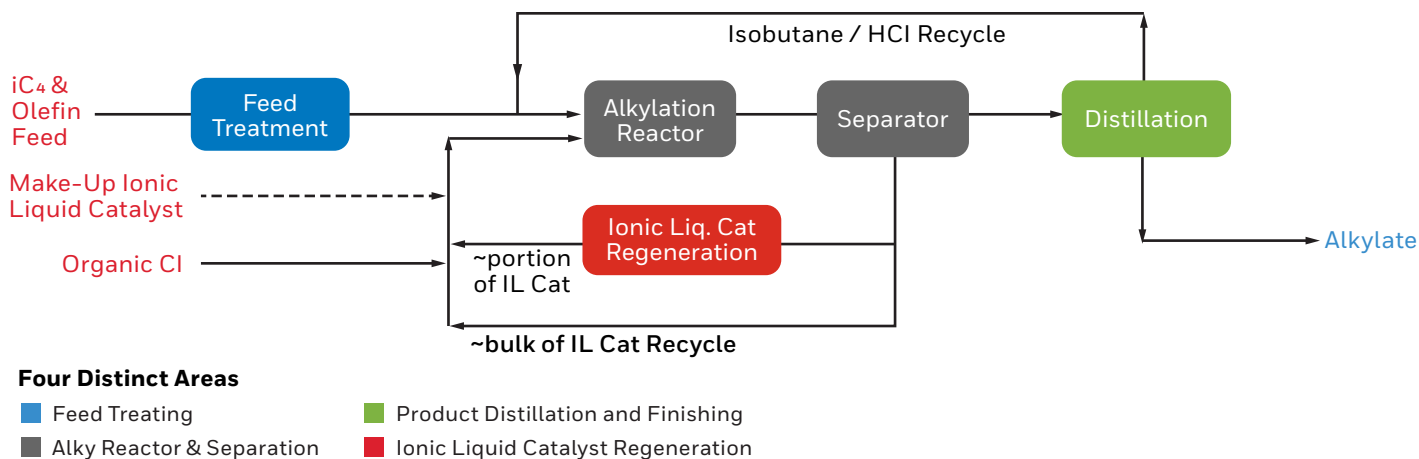 Isobutane / HCI Recycle
iC₄ &
Olefin
Feed
Feed
Treatment
Alkylation
Reactor
Separator
Distillation
Make-Up Ionic
Liquid Catalyst
Ionic Liq. Cat
Regeneration
Alkylate
Organic CI
~portion
of IL Cat
~bulk of IL Cat Recycle
Four Distinct Areas
Feed Treating
Product Distillation and Finishing
Alky Reactor & Separation
Ionic Liquid Catalyst Regeneration